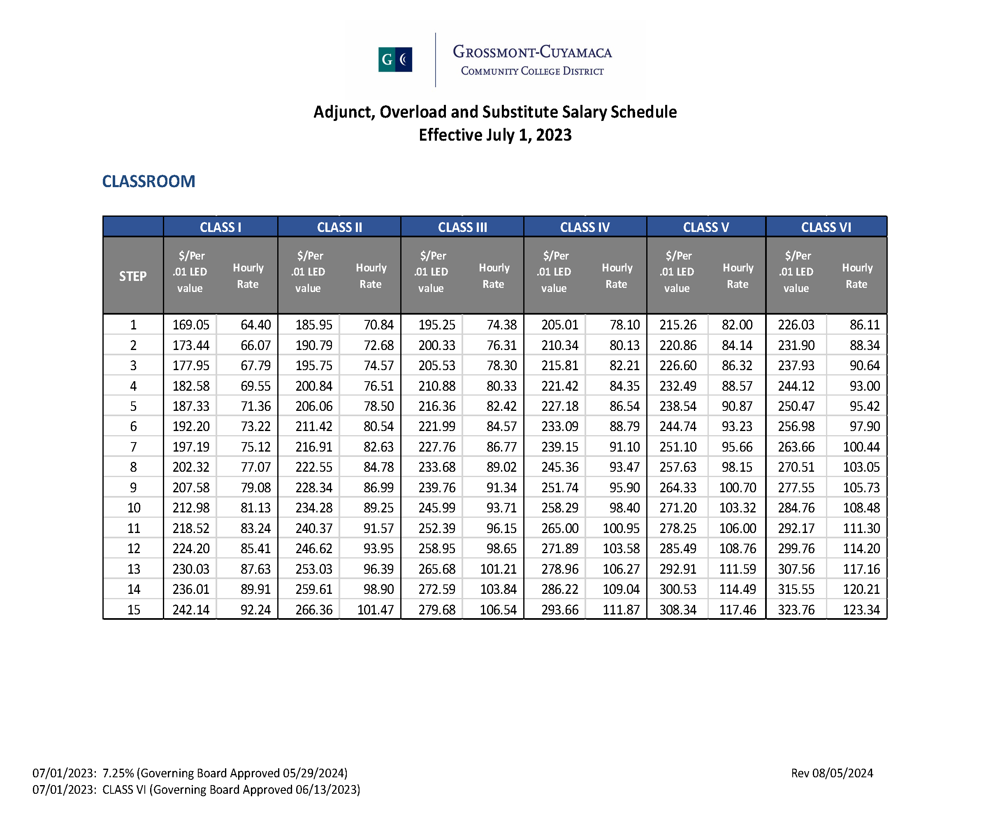 G C
GROSSMONT-CUYAMACA
COMMUNITY COLLEGE DISTRICT
Adjunct, Overload and Substitute Salary Schedule
Effective July 1, 2023
CLASSROOM
CLASS I CLASS II CLASS III CLASS IV CLASS V CLASS VI
STEP $/Per .01 LED value Hourly Rate $/Per .01 LED value Hourly Rate $/Per .01 LED value Hourly Rate $/Per .01 LED value Hourly Rate $/Per .01 LED value Hourly Rate $/Per .01 LED value Hourly Rate
1 169.05 64.40 185.95 70.84 195.25 74.38 205.01 78.10 215.26 82.00 226.03 86.11
2 173.44 66.07 190.79 72.68 200.33 76.31 210.34 80.13 220.86 84.14 231.90 88.34
3 177.95 67.79 195.75 74.57 205.53 78.30 215.81 82.21 226.60 86.32 237.93 90.64
4 182.58 69.55 200.84 76.51 210.88 80.33 221.42 84.35 232.49 88.57 244.12 93.00
5 187.33 71.36 206.06 78.50 216.36 82.42 227.18 86.54 238.54 90.87 250.47 95.42
6 192.20 73.22 211.42 80.54 221.99 84.57 233.09 88.79 244.74 93.23 256.98 97.90
7 197.19 75.12 216.91 82.63 227.76 86.77 239.15 91.10 251.10 95.66 263.66 100.44
8 202.32 77.07 222.55 84.78 233.68 89.02 245.36 93.47 257.63 98.15 270.51 103.05
9 207.58 79.08 228.34 86.99 239.76 91.34 251.74 95.90 264.33 100.70 277.55 105.73
10 212.98 81.13 234.28 89.25 245.99 93.71 258.29 98.40 271.20 103.32 284.76 108.48
11 218.52 83.24 240.37 91.57 252.39 96.15 265.00 100.95 278.25 106.00 292.17 111.30
12 224.20 85.41 246.62 93.95 258.95 98.65 271.89 103.58 285.49 108.76 299.76 114.20
13 230.03 87.63 253.03 96.39 265.68 101.21 278.96 106.27 292.91 111.59 307.56 117.16
14 236.01 89.91 259.61 98.90 272.59 103.84 286.22 109.04 300.53 114.49 315.55 120.21
15 242.14 92.24 266.36 101.47 279.68 106.54 293.66 111.87 308.34 117.46 323.76 123.34
07/01/2023: 7.25% (Governing Board Approved 05/29/2024) Rev 08/05/2024
07/01/2023: CLASS VI (Governing Board Approved 06/13/2023)